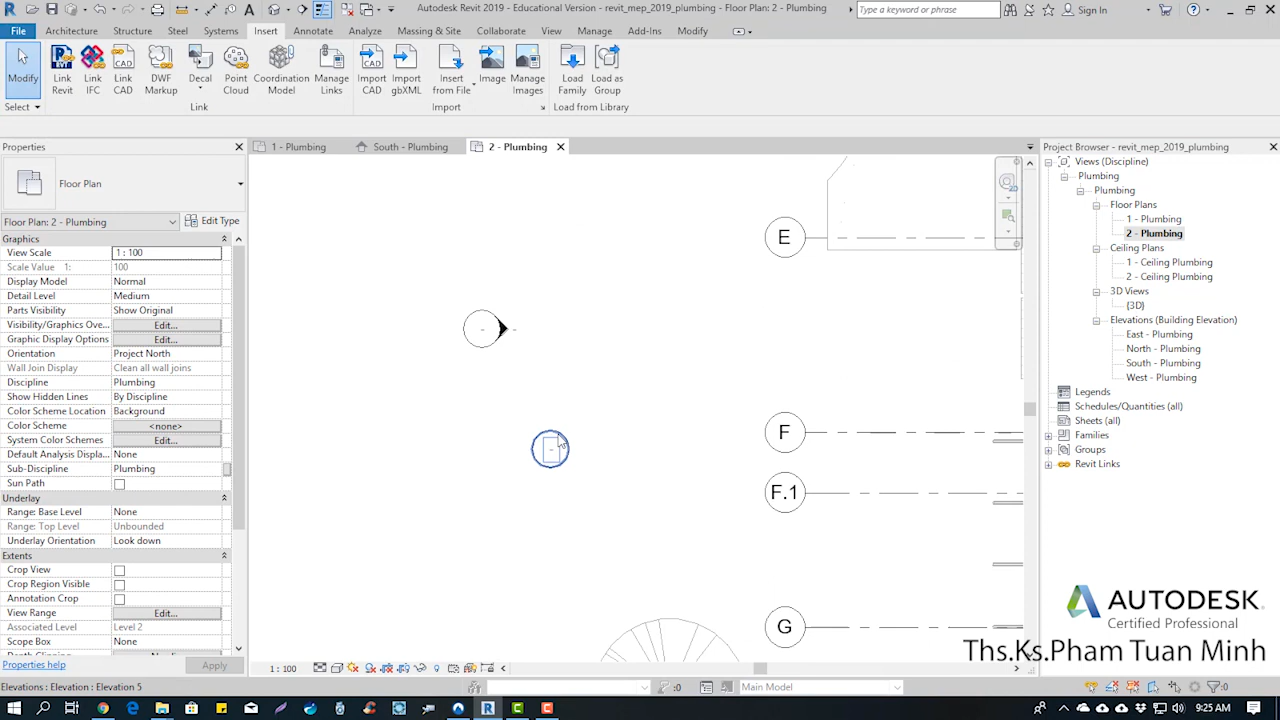 Autodesk Revit 2019 - Educational Version - revit_mep_2019_plumbing - Floor Plan: 2 - Plumbing
Type a keyword or phrase
Sign In
File Architecture Structure Steel Systems Insert Annotate Analyze Massing & Site Collaborate View Manage Add-Ins Modify
Modify
Link Revit
Link IFC
Link CAD
DWF Markup
Decal
Point Cloud
Coordination Model
Manage Links
Import CAD
Import gbXML
Insert from File
Image
Manage Images
Load Family
Load as Group
Select
Link
Import
Load from Library
Properties
1 - Plumbing
South - Plumbing
2 - Plumbing
Project Browser - revit_mep_2019_plumbing
Floor Plan
Floor Plan: 2 - Plumbing
Edit Type
Graphics
View Scale 1 : 100
Scale Value 1: 100
Display Model Normal
Detail Level Medium
Parts Visibility Show Original
Visibility/Graphics Ove... Edit...
Graphic Display Options Edit...
Orientation Project North
Wall Join Display Clean all wall joins
Discipline Plumbing
Show Hidden Lines By Discipline
Color Scheme Location Background
Color Scheme <none>
System Color Schemes Edit...
Default Analysis Displa... None
Sub-Discipline Plumbing
Sun Path
Underlay
Range: Base Level None
Range: Top Level Unbounded
Underlay Orientation Look down
Extents
Crop View
Crop Region Visible
Annotation Crop
View Range Edit...
Associated Level Level 2
Scope Box None
Properties help
Apply
E
F
F.1
G
Views (Discipline)
Plumbing
Plumbing
Floor Plans
1 - Plumbing
2 - Plumbing
Ceiling Plans
1 - Ceiling Plumbing
2 - Ceiling Plumbing
3D Views
{3D}
Elevations (Building Elevation)
East - Plumbing
North - Plumbing
South - Plumbing
West - Plumbing
Legends
Schedules/Quantities (all)
Sheets (all)
Families
Groups
Revit Links
AUTODESK.
Certified Professional
Ths.Ks.Pham Tuan Minh
1 : 100
Elevations : Elevation : Elevation 5
:0
Main Model
:0
9:25 AM